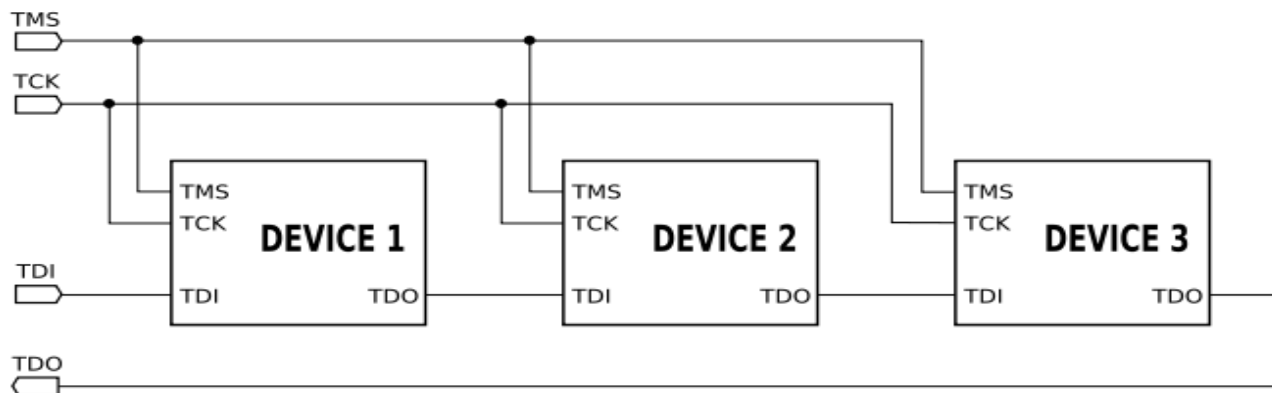 TMS
TCK
TMS
TCK
DEVICE 1
TDI
TDO
TMS
TCK
DEVICE 2
TDI
TDO
TMS
TCK
DEVICE 3
TDI
TDO
TDI
TDO